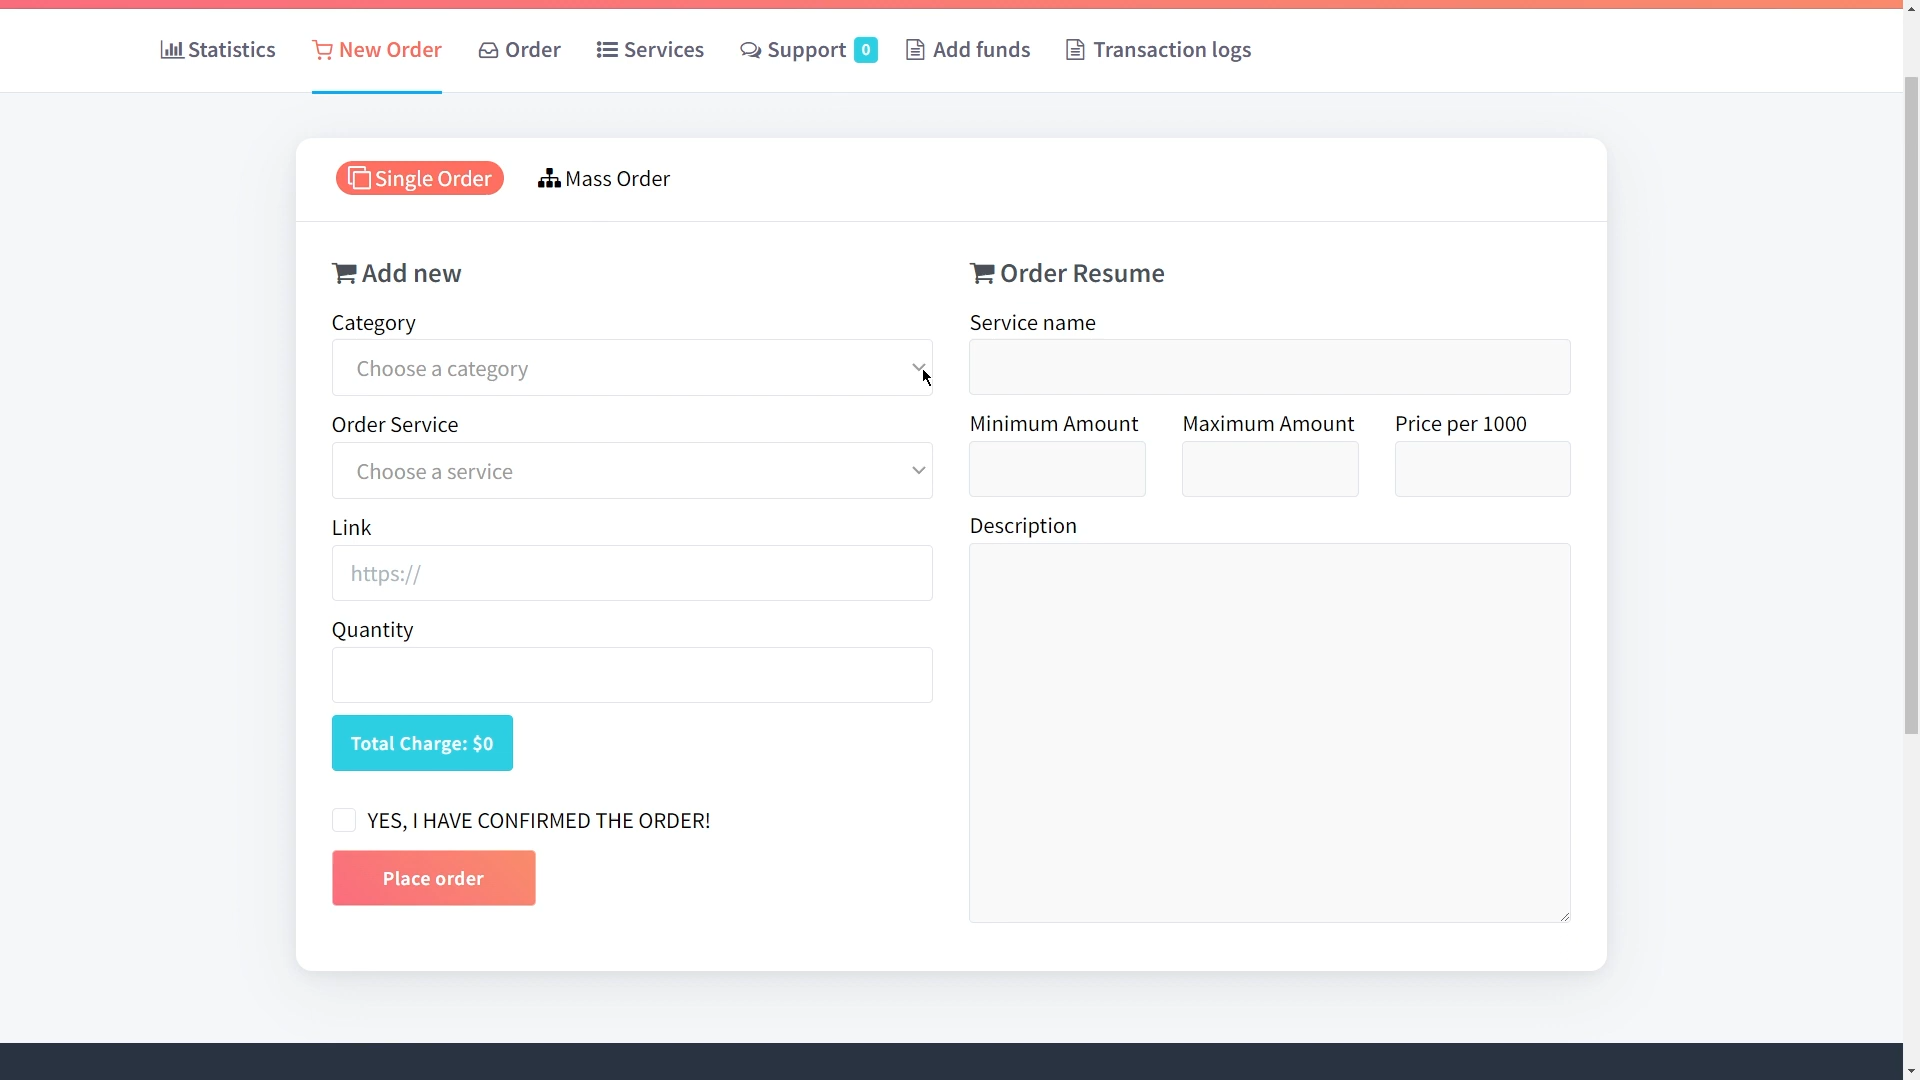 Statistics New Order Order Services Support 0 Add funds Transaction logs
Single Order Mass Order
Add new
Category
Choose a category
Order Service
Choose a service
Link
https://
Quantity
Total Charge: $0
YES, I HAVE CONFIRMED THE ORDER!
Place order
Order Resume
Service name
Minimum Amount Maximum Amount Price per 1000
Description